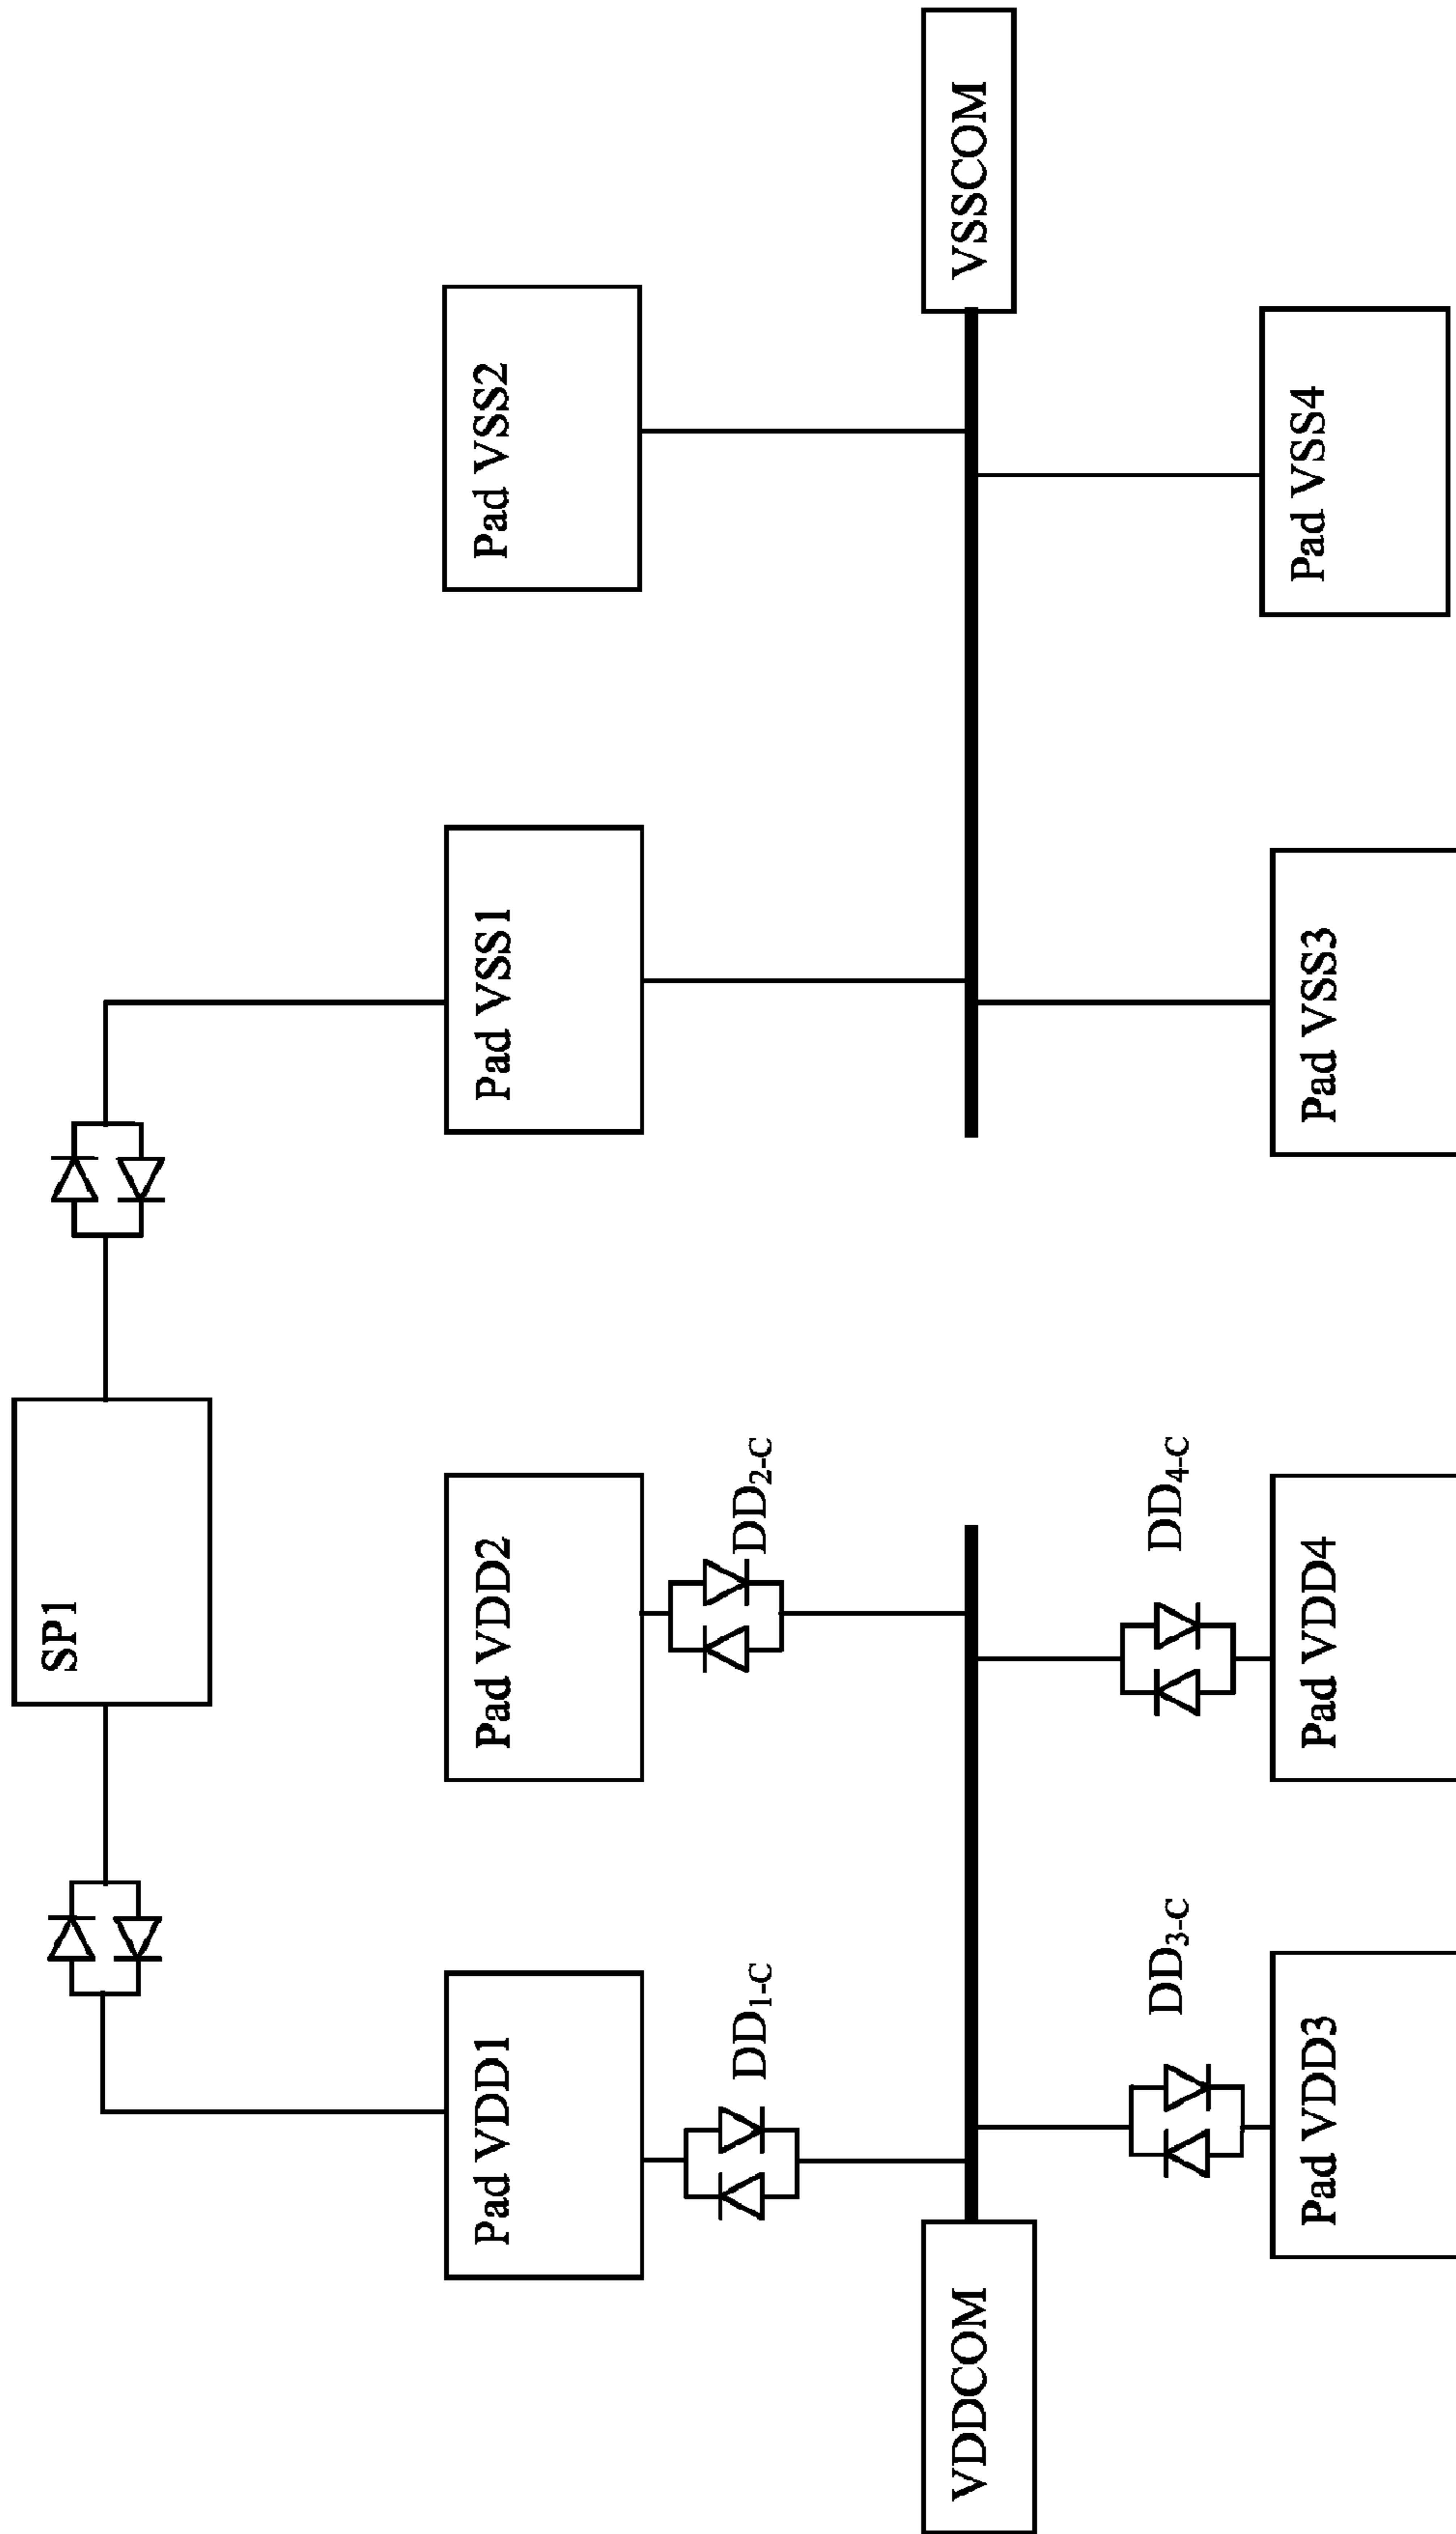 SP1
Pad VDD1
Pad VDD2
Pad VSS1
Pad VSS2
DD1-C
DD2-C
VDDCOM
VSSCOM
DD3-C
DD4-C
Pad VDD3
Pad VDD4
Pad VSS3
Pad VSS4